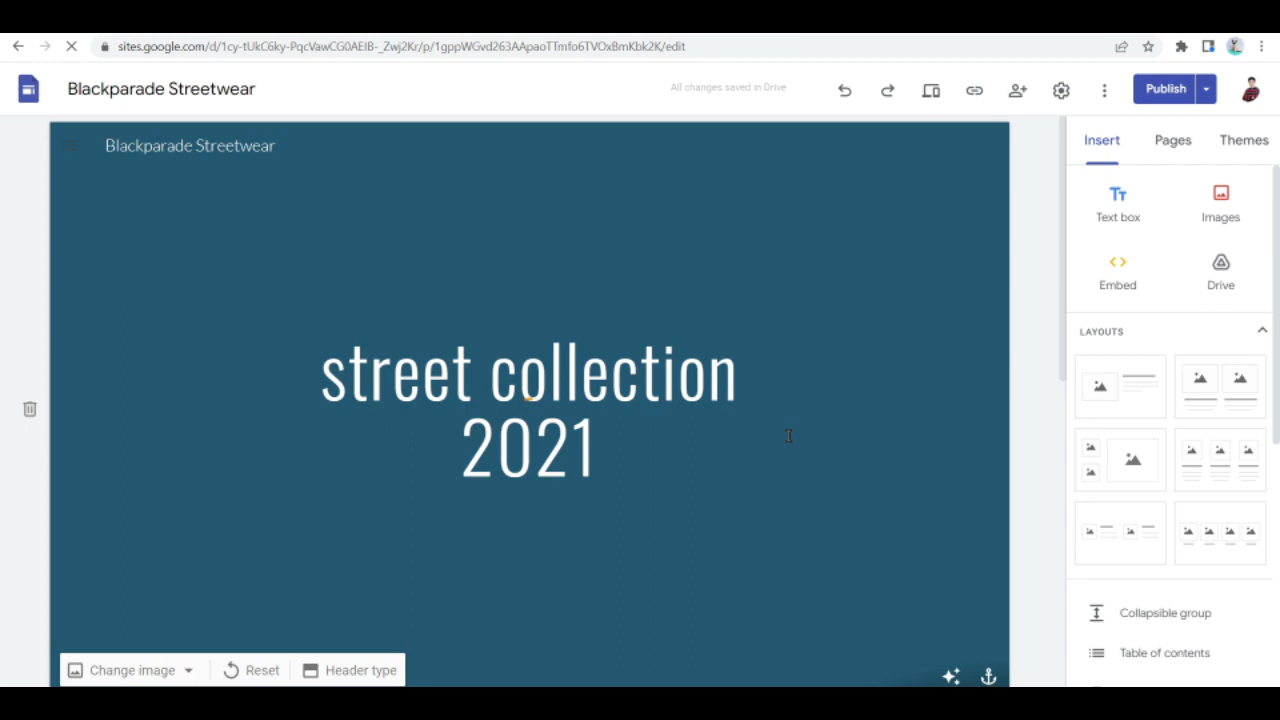 sites.google.com/d/1cy-tUkC6ky-PqcVawCG0AEIB-_Zwj2Kr/p/1gppWGvd263AApaoTTmfo6TVOxBmKbk2K/edit
Blackparade Streetwear
All changes saved in Drive
Publish
Blackparade Streetwear
street collection
2021
Change image
Reset
Header type
Insert
Pages
Themes
Text box
Images
Embed
Drive
LAYOUTS
Collapsible group
Table of contents